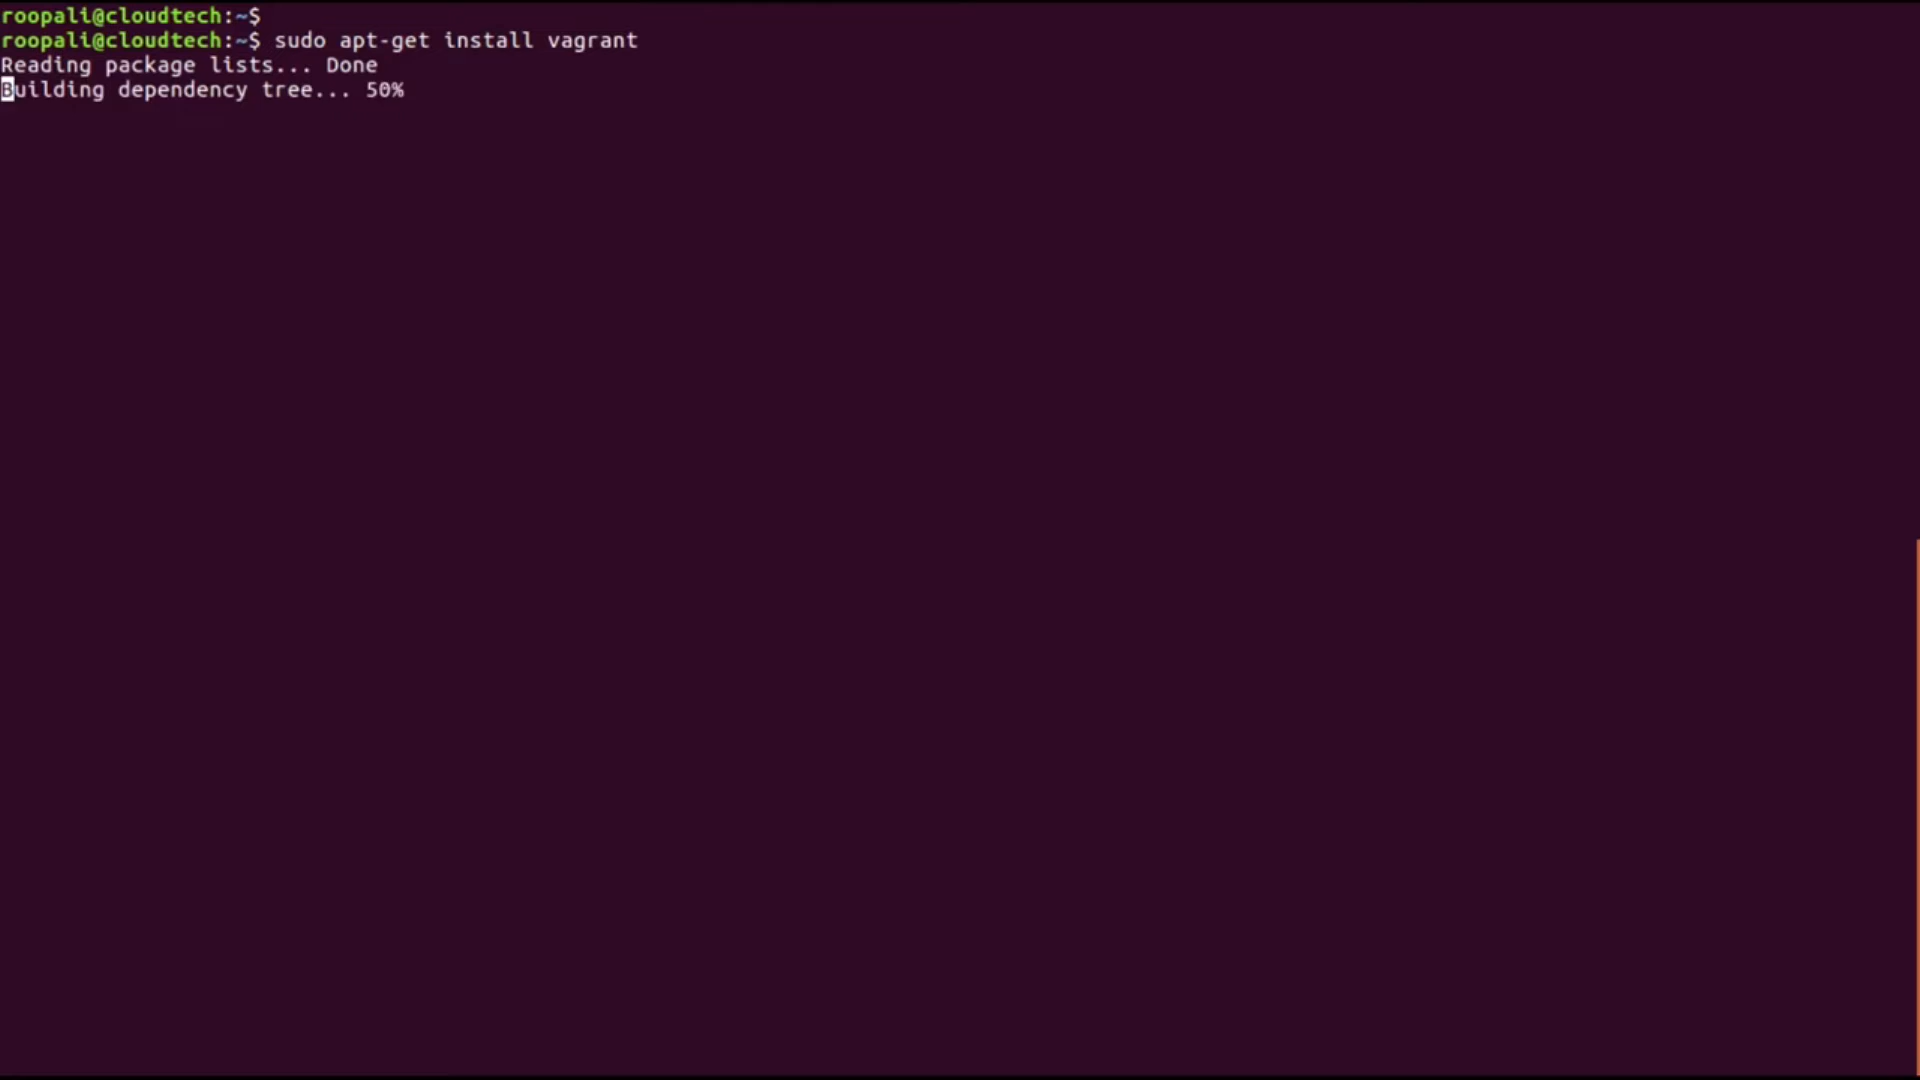 roopali@cloudtech:~$
roopali@cloudtech:~$ sudo apt-get install vagrant
Reading package lists... Done
Building dependency tree... 50%